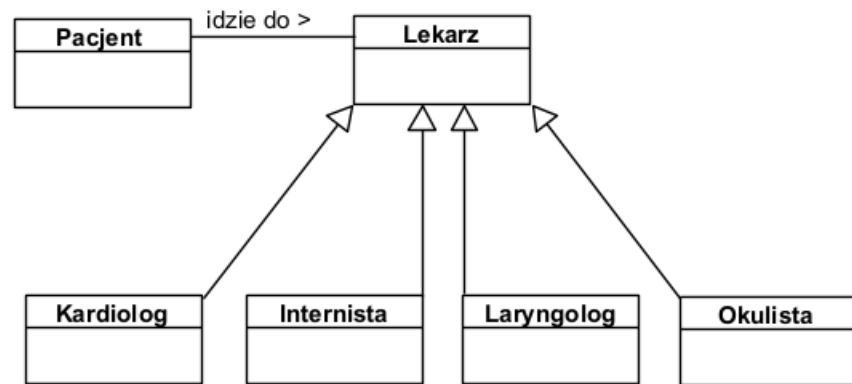 idzie do >
Pacjent
Lekarz
Kardiolog
Internista
Laryngolog
Okulista